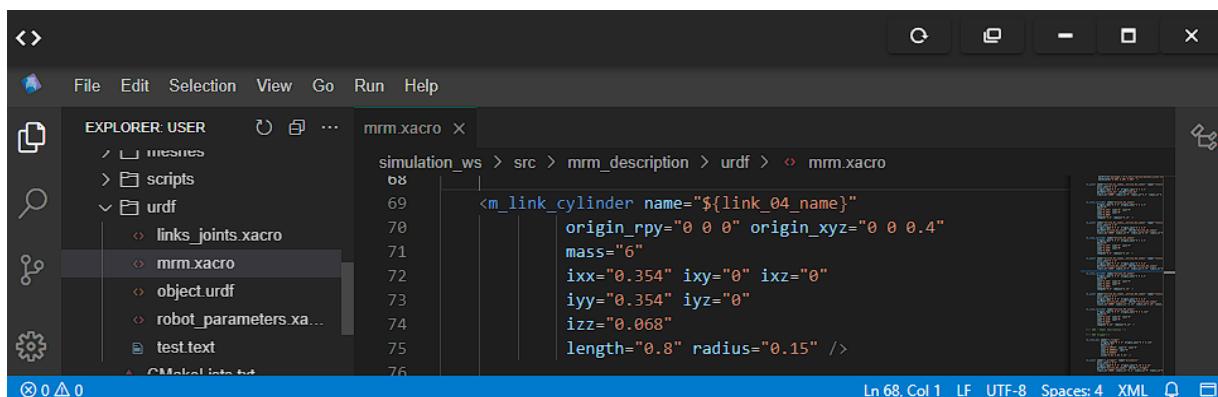 File Edit Selection View Go Run Help
EXPLORER: USER
meshes
scripts
urdf
links_joints.xacro
mrm.xacro
object.urdf
robot_parameters.xa...
test.text
CMakeLists.txt
mrm.xacro
simulation_ws > src > mrm_description > urdf > mrm.xacro
68
69 <m_link_cylinder name="${link_04_name}"
70 origin_rpy="0 0 0" origin_xyz="0 0 0.4"
71 mass="6"
72 ixx="0.354" ixy="0" ixz="0"
73 iyy="0.354" iyz="0"
74 izz="0.068"
75 length="0.8" radius="0.15" />
76
0 0 Ln 68, Col 1 LF UTF-8 Spaces: 4 XML